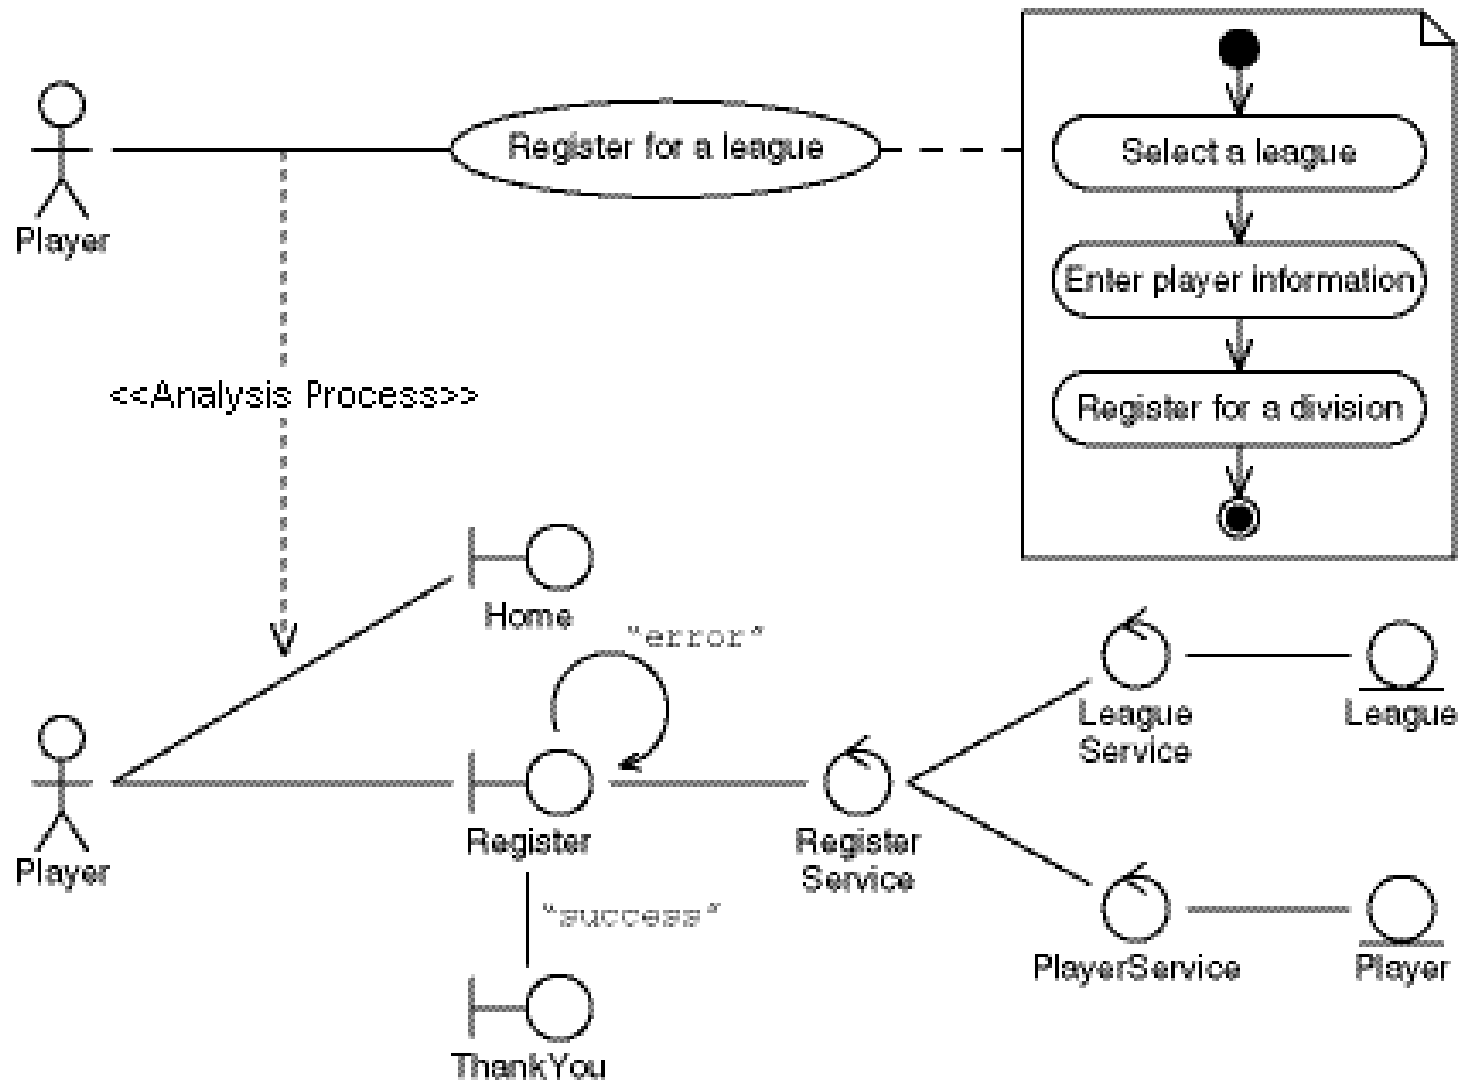 Player
Register for a league
Select a league
Enter player information
Register for a division
<<Analysis Process>>
Home
"error"
Player
Register
Register
Service
League
Service
League
"success"
PlayerService
Player
ThankYou